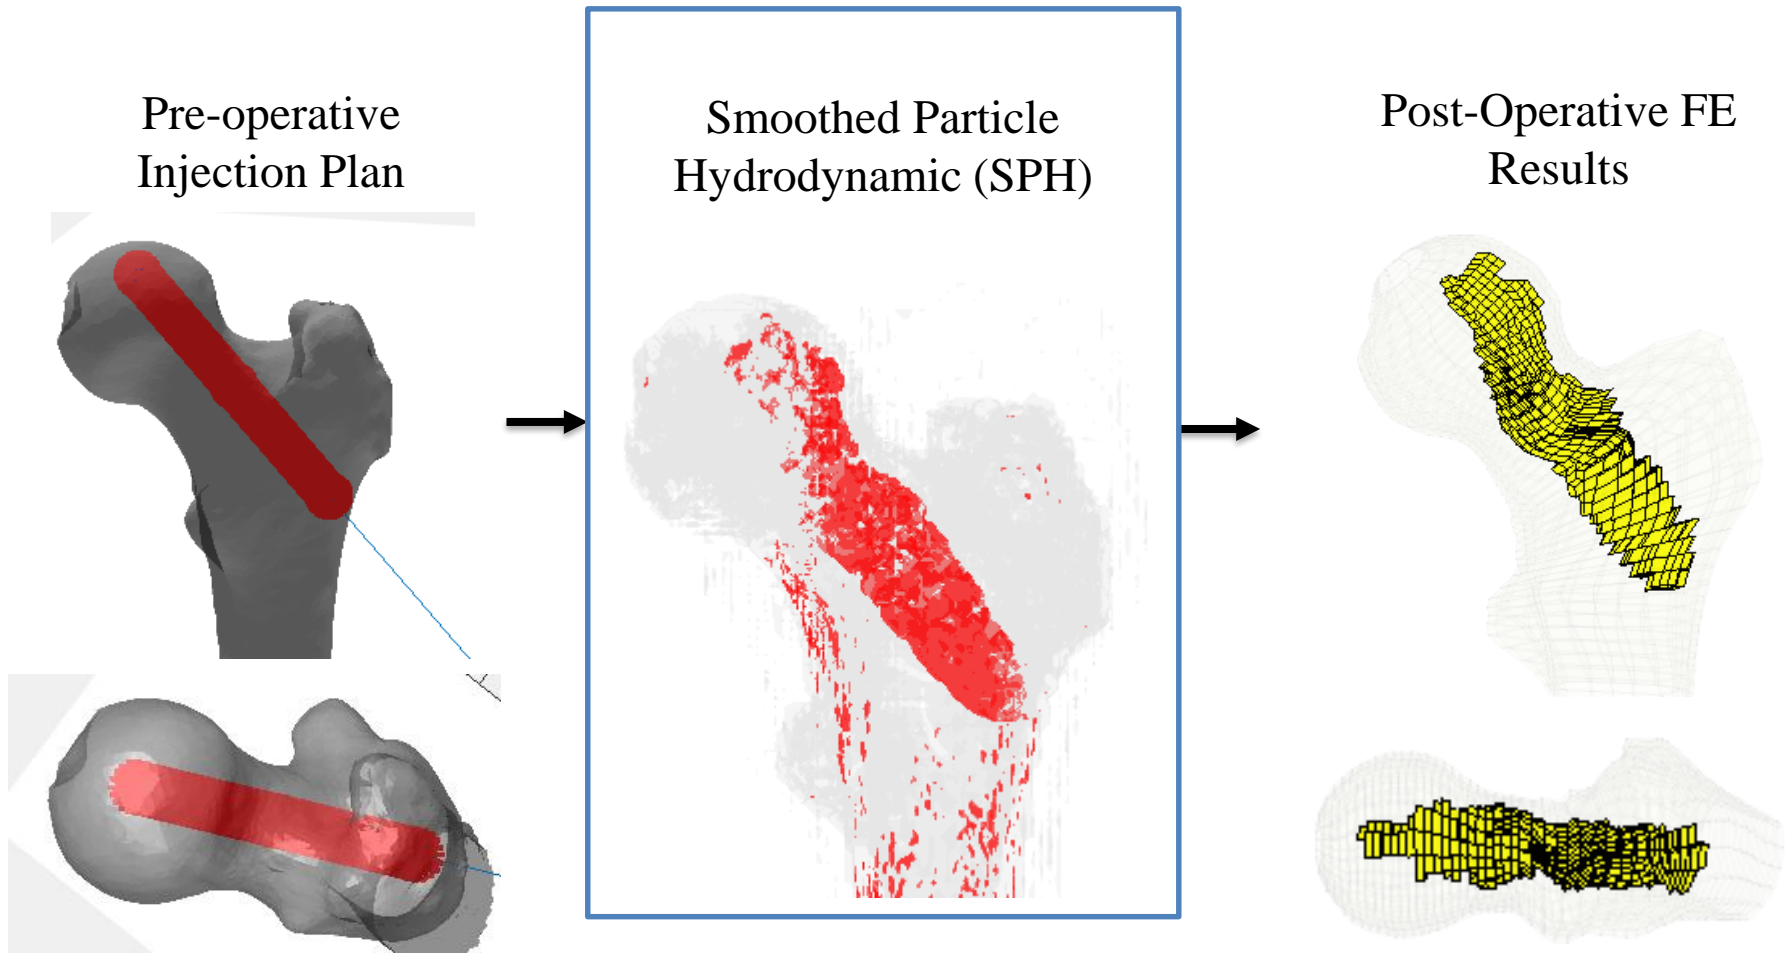 Pre-operative
Injection Plan
Smoothed Particle
Hydrodynamic (SPH)
Post-Operative FE
Results